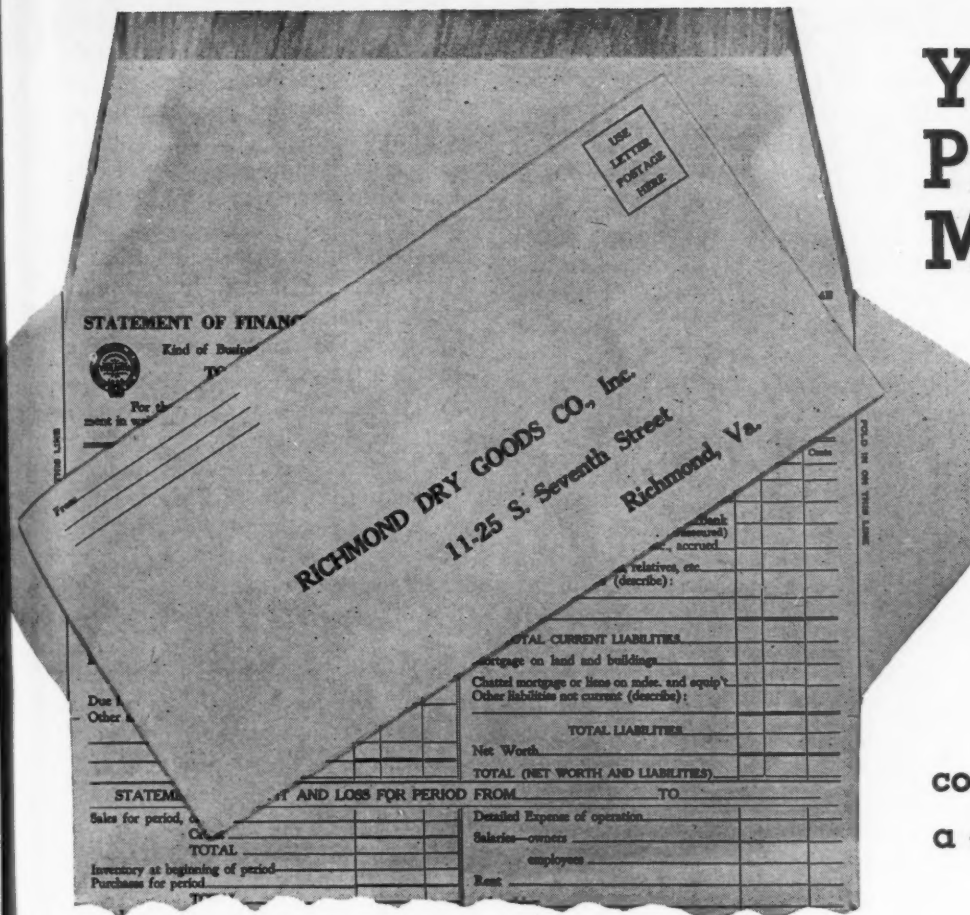 Y
P
M
USE
LETTER
POSTAGE
HERE
STATEMENT OF FINANC
Kind of Busines
TO
For th
ment in w
From
RICHMOND DRY GOODS CO., Inc.
11-25 S. Seventh Street
Richmond, Va.
FOLD IN ON THIS LINE
THIS LINE
Cents
Bank
accrued
relatives, etc.
(describe):
TOTAL CURRENT LIABILITIES
Mortgage on land and buildings
Chattel mortgage or liens on mdse. and equip't
Other liabilities not current (describe):
TOTAL LIABILITIES
Net Worth
TOTAL (NET WORTH AND LIABILITIES)
Due f
Other a
STATEME T AND LOSS FOR PERIOD FROM TO
Sales for period,
TOTAL
Inventory at beginning of period
Purchases for period
Detailed Expense of operation
Salaries—owners
employees
Rent
co
a